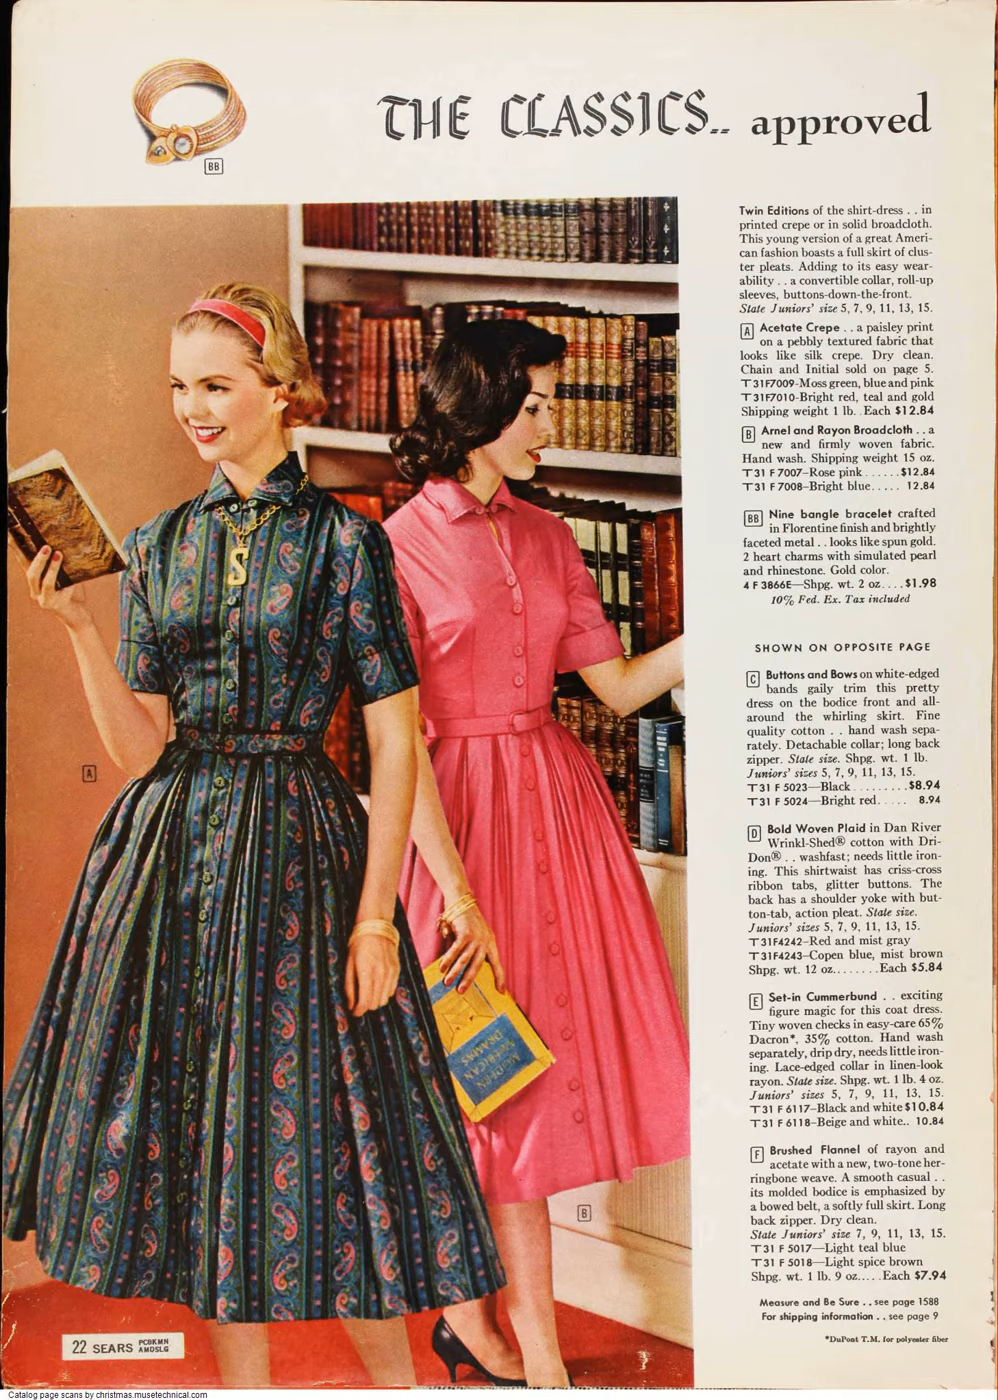 THE CLASSICS.. approved
BB
Twin Editions of the shirt-dress . . in
printed crepe or in solid broadcloth.
This young version of a great Ameri-
can fashion boasts a full skirt of clus-
ter pleats. Adding to its easy wear-
ability . . a convertible collar, roll-up
sleeves, buttons-down-the-front.
State Juniors' size 5, 7, 9, 11, 13, 15.
A Acetate Crepe . . a paisley print
on a pebbly textured fabric that
looks like silk crepe. Dry clean.
Chain and Initial sold on page 5.
T31F7009-Moss green, blue and pink
T31F7010-Bright red, teal and gold
Shipping weight 1 lb. . Each $12.84
B Arnel and Rayon Broadcloth . . a
new and firmly woven fabric.
Hand wash. Shipping weight 15 oz.
T31 F 7007–Rose pink . . . . . . $12.84
T31 F 7008–Bright blue. . . . . 12.84
BB Nine bangle bracelet crafted
in Florentine finish and brightly
faceted metal . . looks like spun gold.
2 heart charms with simulated pearl
and rhinestone. Gold color.
4 F 3866E—Shpg. wt. 2 oz. . . . $1.98
10% Fed. Ex. Tax included
SHOWN ON OPPOSITE PAGE
C Buttons and Bows on white-edged
bands gaily trim this pretty
dress on the bodice front and all-
around the whirling skirt. Fine
quality cotton . . hand wash sepa-
rately. Detachable collar; long back
zipper. State size. Shpg. wt. 1 lb.
Juniors' sizes 5, 7, 9, 11, 13, 15.
T31 F 5023—Black . . . . . . . . . $8.94
T31 F 5024—Bright red. . . . . 8.94
D Bold Woven Plaid in Dan River
Wrinkl-Shed® cotton with Dri-
Don® . . washfast; needs little iron-
ing. This shirtwaist has criss-cross
ribbon tabs, glitter buttons. The
back has a shoulder yoke with but-
ton-tab, action pleat. State size.
Juniors' sizes 5, 7, 9, 11, 13, 15.
T31F4242–Red and mist gray
T31F4243–Copen blue, mist brown
Shpg. wt. 12 oz. . . . . . . . Each $5.84
E Set-in Cummerbund . . exciting
figure magic for this coat dress.
Tiny woven checks in easy-care 65%
Dacron*, 35% cotton. Hand wash
separately, drip dry, needs little iron-
ing. Lace-edged collar in linen-look
rayon. State size. Shpg. wt. 1 lb. 4 oz.
Juniors' sizes 5, 7, 9, 11, 13, 15.
T31 F 6117–Black and white $10.84
T31 F 6118–Beige and white. . 10.84
F Brushed Flannel of rayon and
acetate with a new, two-tone her-
ringbone weave. A smooth casual . .
its molded bodice is emphasized by
a bowed belt, a softly full skirt. Long
back zipper. Dry clean.
State Juniors' size 7, 9, 11, 13, 15.
T31 F 5017—Light teal blue
T31 F 5018—Light spice brown
Shpg. wt. 1 lb. 9 oz. . . . . Each $7.94
Measure and Be Sure . . see page 1588
For shipping information . . see page 9
*DuPont T.M. for polyester fiber
S
A
MODERN
AMERICAN
DRAMAS
B
22 SEARS PCBKMN
AMDSLG
Catalog page scans by christmas.musetechnical.com